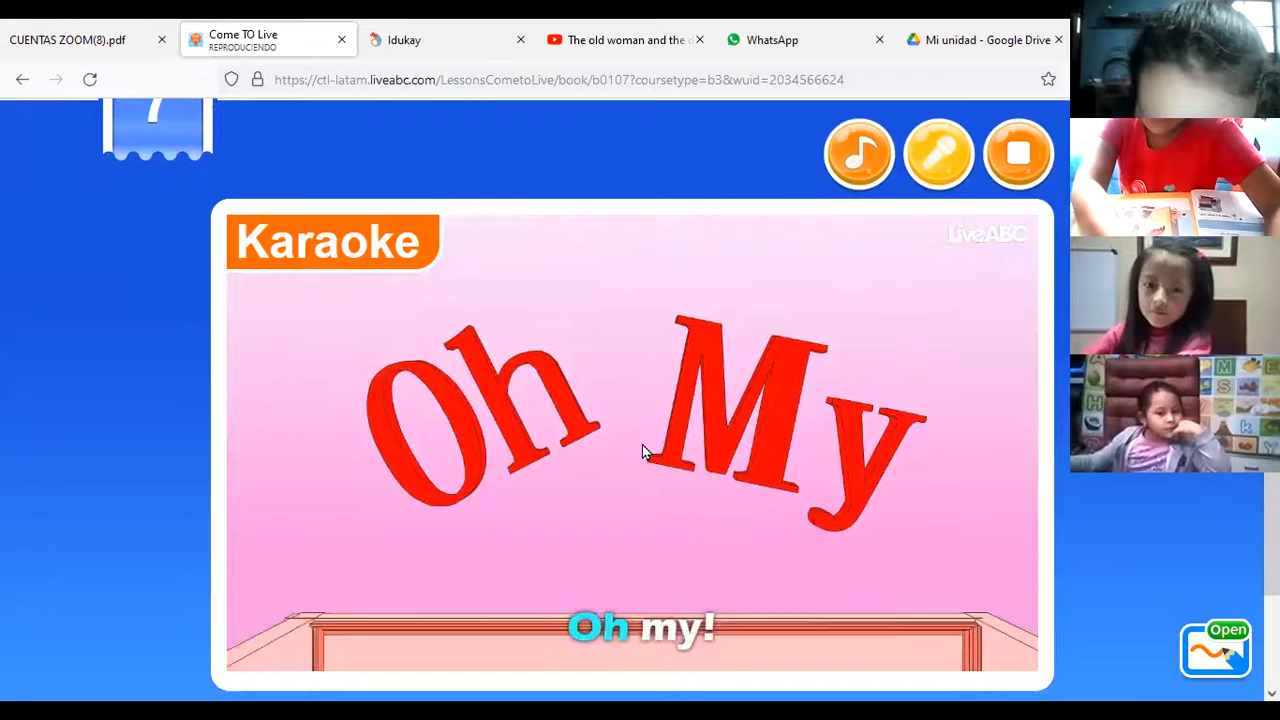 CUENTAS ZOOM(8).pdf
Come TO Live
REPRODUCIENDO
Idukay
The old woman and the d
WhatsApp
Mi unidad - Google Drive
https://ctl-latam.liveabc.com/LessonsCometoLive/book/b0107?coursetype=b3&wuid=2034566624
7
Karaoke
LiveABC
Oh My
Oh my!
Open
M
E
S
H
k